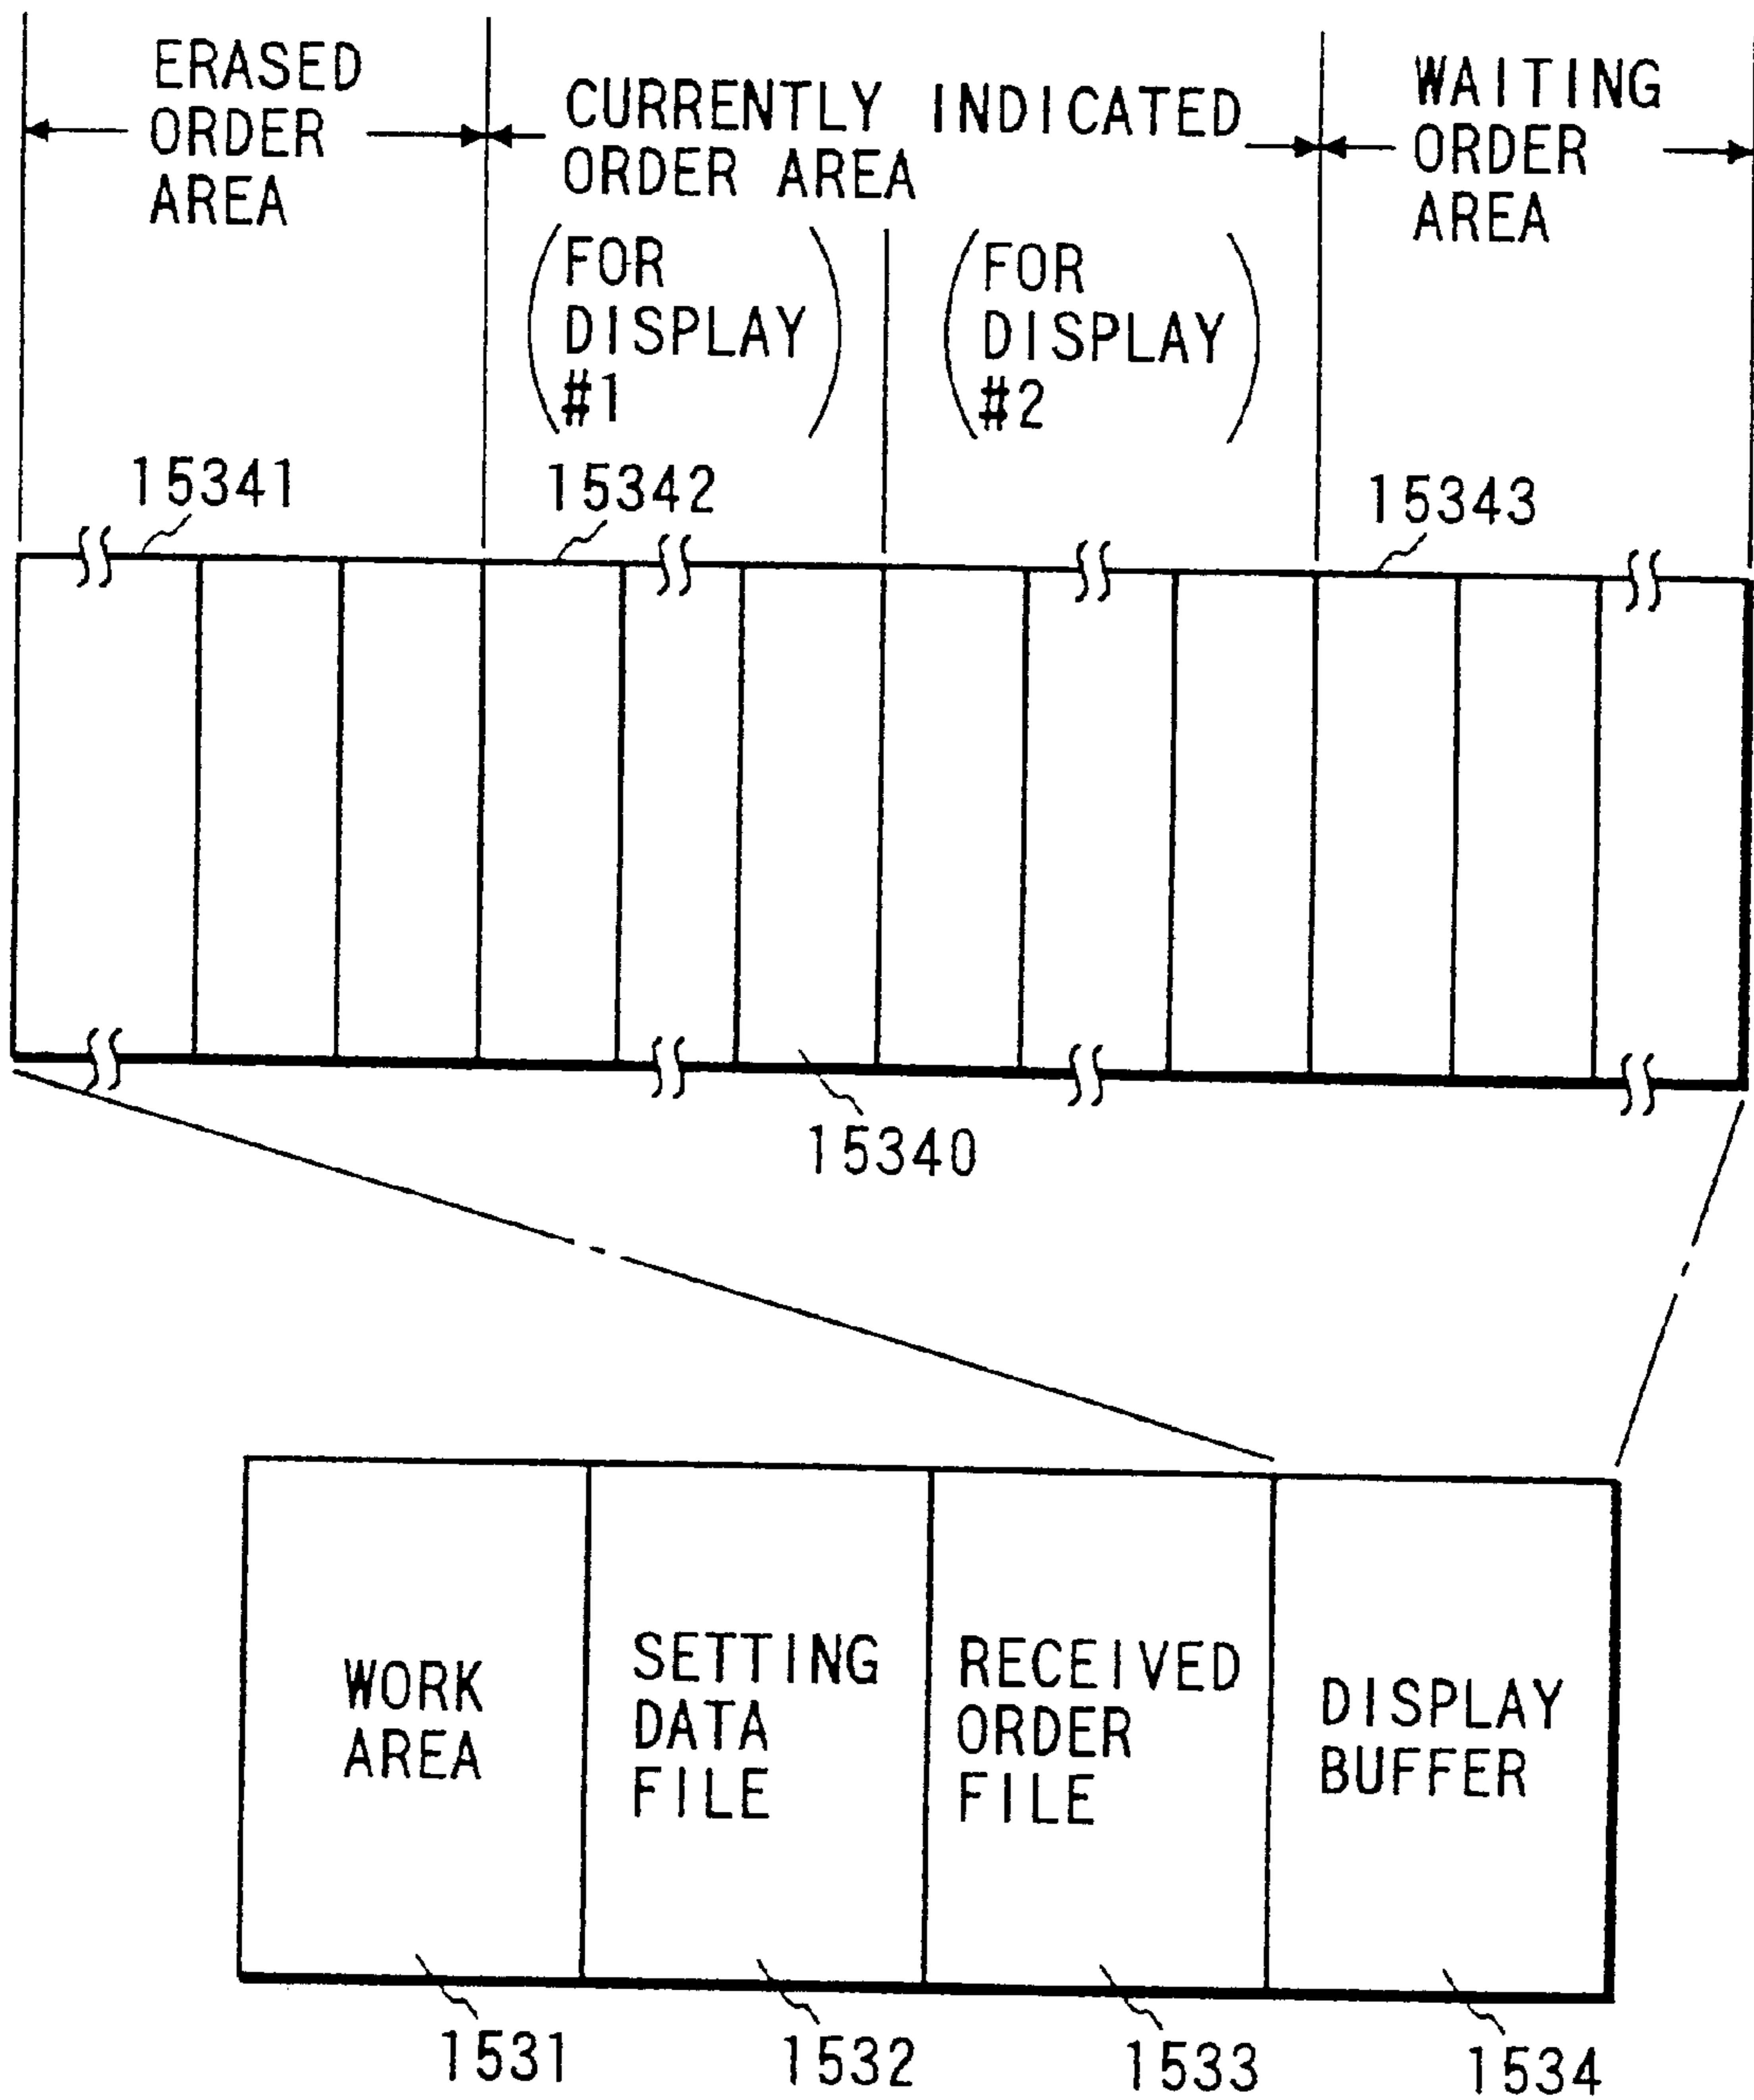 ERASED
ORDER
AREA
CURRENTLY INDICATED
ORDER AREA
WAITING
ORDER
AREA
(FOR
DISPLAY
#1)
(FOR
DISPLAY
#2)
15341
15342
15343
15340
WORK
AREA
SETTING
DATA
FILE
RECEIVED
ORDER
FILE
DISPLAY
BUFFER
1531
1532
1533
1534